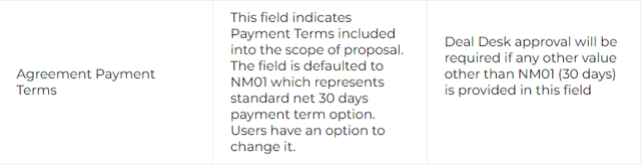 Agreement Payment
Terms
This field indicates
Payment Terms included
into the scope of proposal.
The field is defaulted to
NM01 which represents
standard net 30 days
payment term option.
Users have an option to
change it.
Deal Desk approval will be
required if any other value
other than NM01 (30 days)
is provided in this field